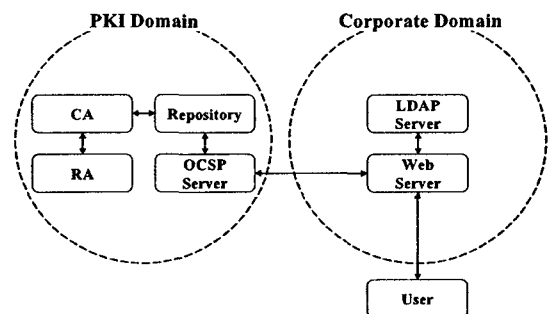 PKI Domain
Corporate Domain
CA
Repository
LDAP
Server
RA
OCSP
Server
Web
Server
User